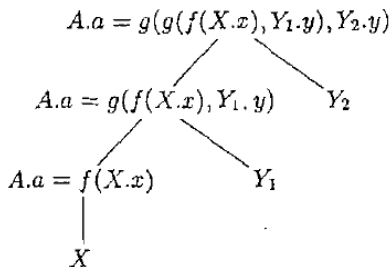 A.a = g(g(f(X.x), Y₁.y), Y₂.y)
A.a = g(f(X.x), Y₁.y) Y₂
A.a = f(X.x) Y₁
X